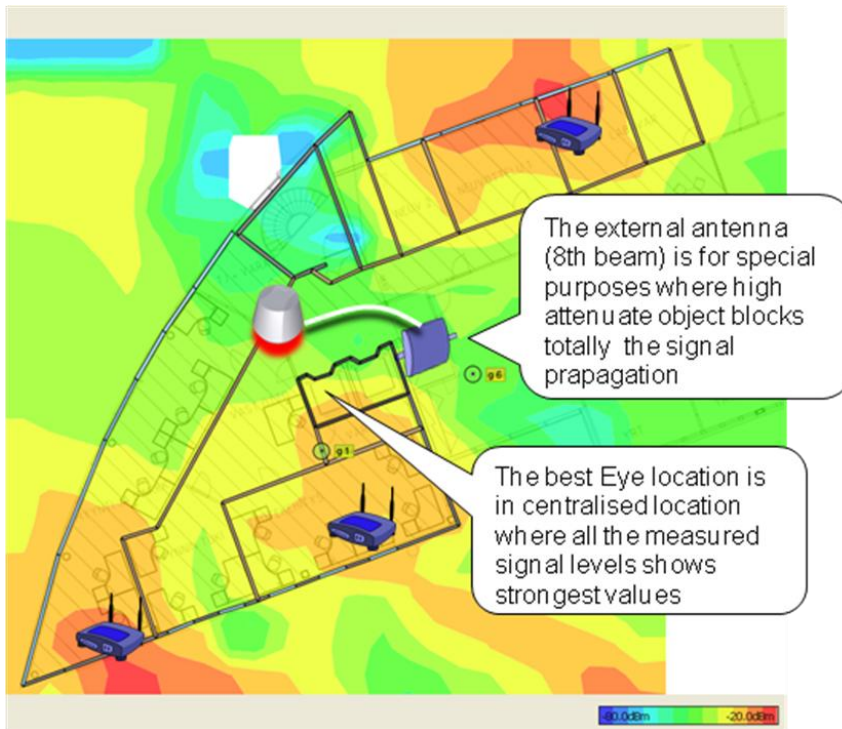 The external antenna
(8th beam) is for special
purposes where high
attenuate object blocks
totally the signal
prapagation
g6
g1
The best Eye location is
in centralised location
where all the measured
signal levels shows
strongest values
-80.0dBm
-20.0dBm